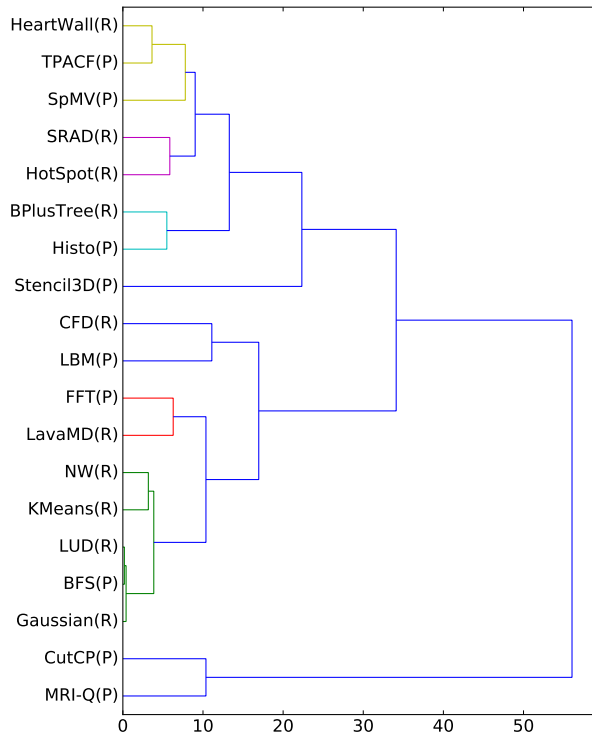 HeartWall(R)
TPACF(P)
SpMV(P)
SRAD(R)
HotSpot(R)
BPlusTree(R)
Histo(P)
Stencil3D(P)
CFD(R)
LBM(P)
FFT(P)
LavaMD(R)
NW(R)
KMeans(R)
LUD(R)
BFS(P)
Gaussian(R)
CutCP(P)
MRI-Q(P)
0 10 20 30 40 50